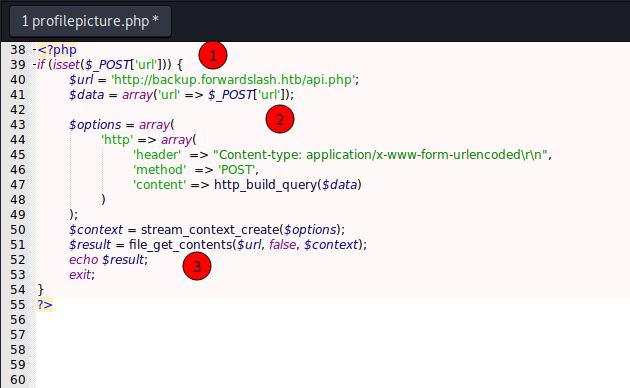 1 profilepicture.php *
38 <?php
39 if (isset($_POST['url'])) { 1
40 $url = 'http://backup.forwardslash.htb/api.php';
41 $data = array('url' => $_POST['url']);
42
43 $options = array( 2
44 'http' => array(
45 'header'  => "Content-type: application/x-www-form-urlencoded\r\n",
46 'method'  => 'POST',
47 'content' => http_build_query($data)
48 )
49 );
50 $context = stream_context_create($options);
51 $result = file_get_contents($url, false, $context);
52 echo $result; 3
53 exit;
54 }
55 ?>
56
57
58
59
60